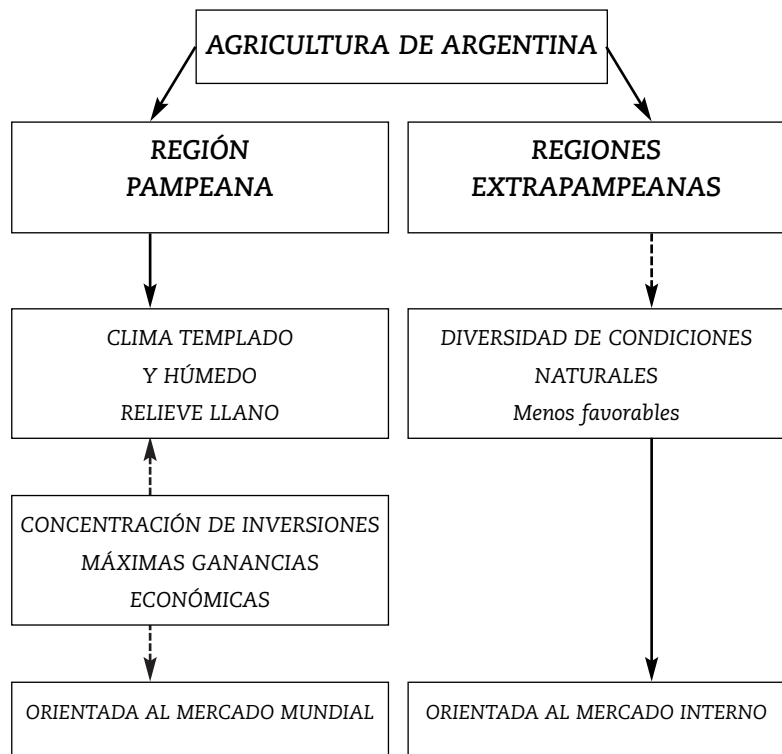 AGRICULTURA DE ARGENTINA
REGIÓN
PAMPEANA
CLIMA TEMPLADO
Y HÚMEDO
RELIEVE LLANO
CONCENTRACIÓN DE INVERSIONES
MÁXIMAS GANANCIAS
ECONÓMICAS
ORIENTADA AL MERCADO MUNDIAL
REGIONES
EXTRAPAMPEANAS
DIVERSIDAD DE CONDICIONES
NATURALES
Menos favorables
ORIENTADA AL MERCADO INTERNO